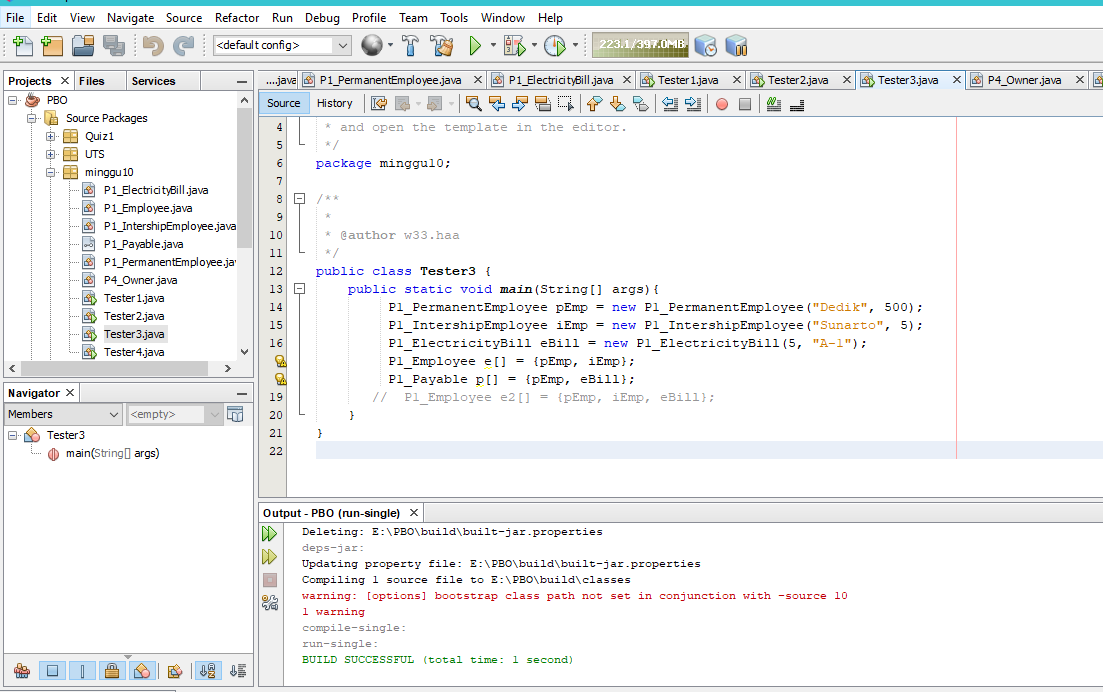 File Edit View Navigate Source Refactor Run Debug Profile Team Tools Window Help
<default config>
223.1/397.0MB
Projects Files Services
PBO
Source Packages
Quiz1
UTS
minggu10
P1_ElectricityBill.java
P1_Employee.java
P1_IntershipEmployee.java
P1_Payable.java
P1_PermanentEmployee.ja
P4_Owner.java
Tester1.java
Tester2.java
Tester3.java
Tester4.java
Navigator
Members <empty>
Tester3
main(String[] args)
...java P1_PermanentEmployee.java P1_ElectricityBill.java Tester1.java Tester2.java Tester3.java P4_Owner.java
Source History
4 * and open the template in the editor.
5 */
6 package minggu10;
7
8 /**
9 *
10 * @author w33.haa
11 */
12 public class Tester3 {
13 public static void main(String[] args){
14 P1_PermanentEmployee pEmp = new P1_PermanentEmployee("Dedik", 500);
15 P1_IntershipEmployee iEmp = new P1_IntershipEmployee("Sunarto", 5);
16 P1_ElectricityBill eBill = new P1_ElectricityBill(5, "A-1");
P1_Employee e[] = {pEmp, iEmp};
P1_Payable p[] = {pEmp, eBill};
19 // P1_Employee e2[] = {pEmp, iEmp, eBill};
20 }
21 }
22
Output - PBO (run-single)
Deleting: E:\PBO\build\built-jar.properties
deps-jar:
Updating property file: E:\PBO\build\built-jar.properties
Compiling 1 source file to E:\PBO\build\classes
warning: [options] bootstrap class path not set in conjunction with -source 10
1 warning
compile-single:
run-single:
BUILD SUCCESSFUL (total time: 1 second)